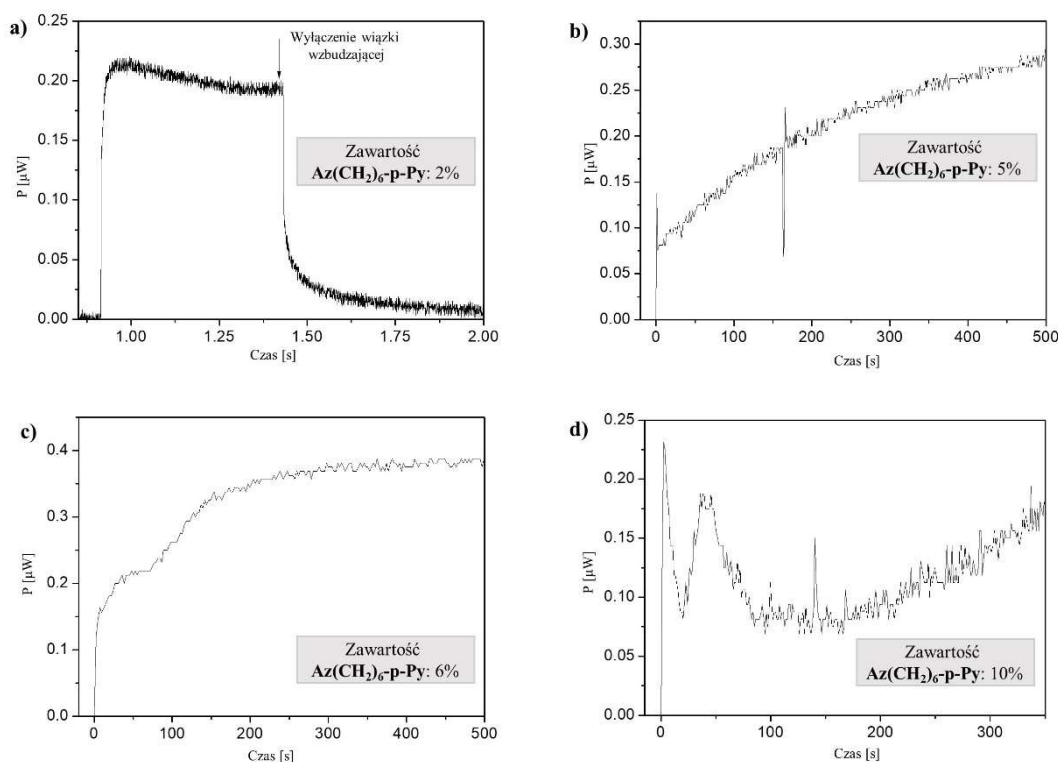 a)
0.25
0.20
0.15
0.10
0.05
0.00
P [µW]
Wyłączenie wiązki
wzbudzającej
Zawartość
Az(CH₂)₆-p-Py: 2%
1.00 1.25 1.50 1.75 2.00
Czas [s]
b)
0.30
0.25
0.20
0.15
0.10
0.05
0.00
P [µW]
Zawartość
Az(CH₂)₆-p-Py: 5%
0 100 200 300 400 500
Czas [s]
c)
0.4
0.3
0.2
0.1
0.0
P [µW]
Zawartość
Az(CH₂)₆-p-Py: 6%
0 100 200 300 400 500
Czas [s]
d)
0.25
0.20
0.15
0.10
0.05
0.00
P [µW]
Zawartość
Az(CH₂)₆-p-Py: 10%
0 100 200 300
Czas [s]